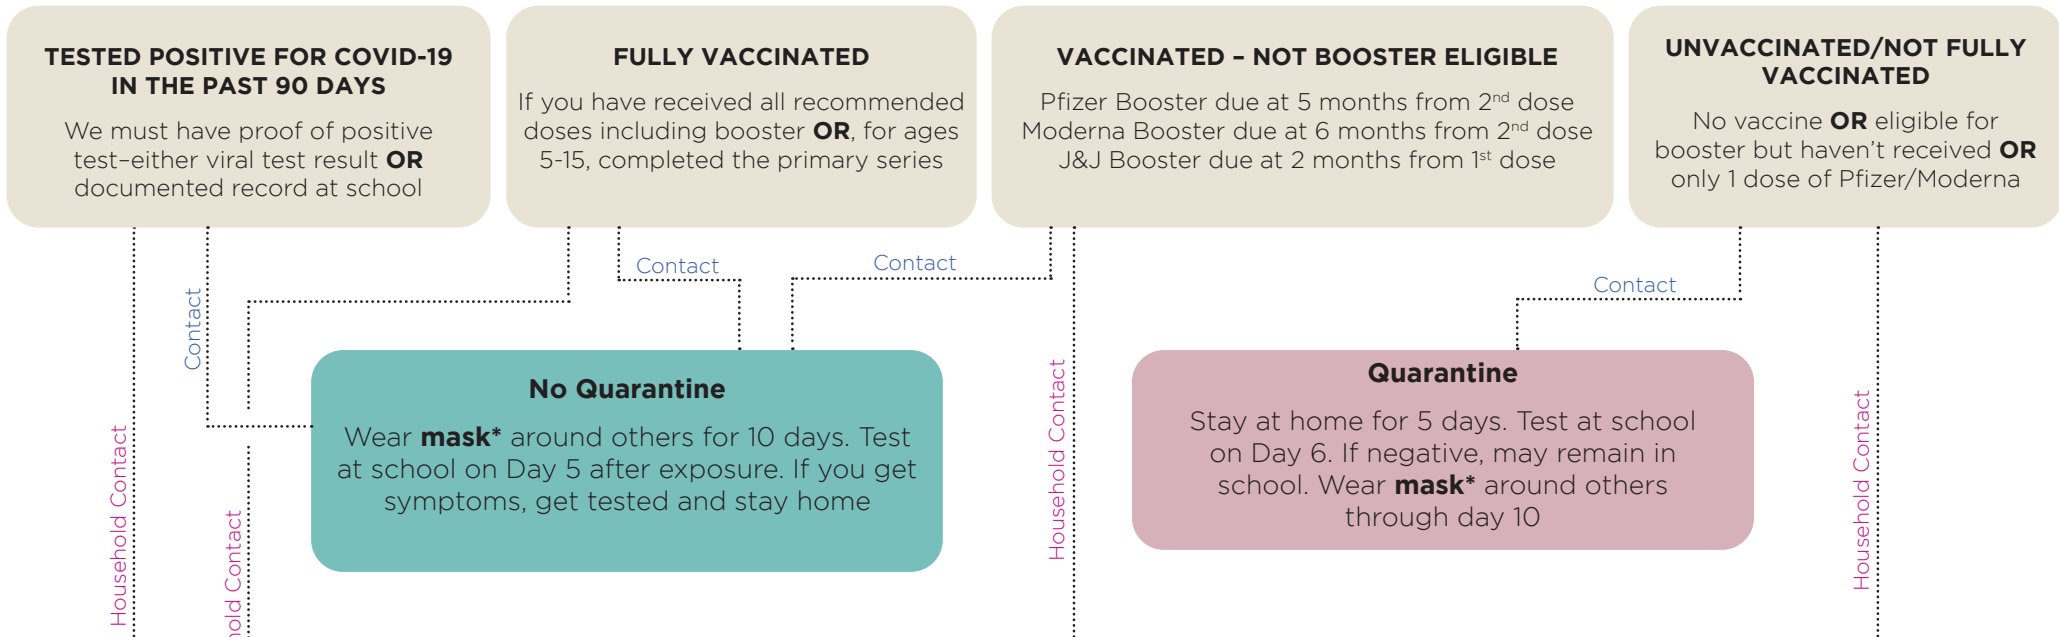 TESTED POSITIVE FOR COVID-19
IN THE PAST 90 DAYS
We must have proof of positive
test–either viral test result OR
documented record at school
FULLY VACCINATED
If you have received all recommended
doses including booster OR, for ages
5-15, completed the primary series
VACCINATED – NOT BOOSTER ELIGIBLE
Pfizer Booster due at 5 months from 2nd dose
Moderna Booster due at 6 months from 2nd dose
J&J Booster due at 2 months from 1st dose
UNVACCINATED/NOT FULLY
VACCINATED
No vaccine OR eligible for
booster but haven't received OR
only 1 dose of Pfizer/Moderna
Contact
Contact
Contact
Contact
No Quarantine
Wear mask* around others for 10 days. Test
at school on Day 5 after exposure. If you get
symptoms, get tested and stay home
Quarantine
Stay at home for 5 days. Test at school
on Day 6. If negative, may remain in
school. Wear mask* around others
through day 10
Household Contact
Contact
Household Contact
Household Contact